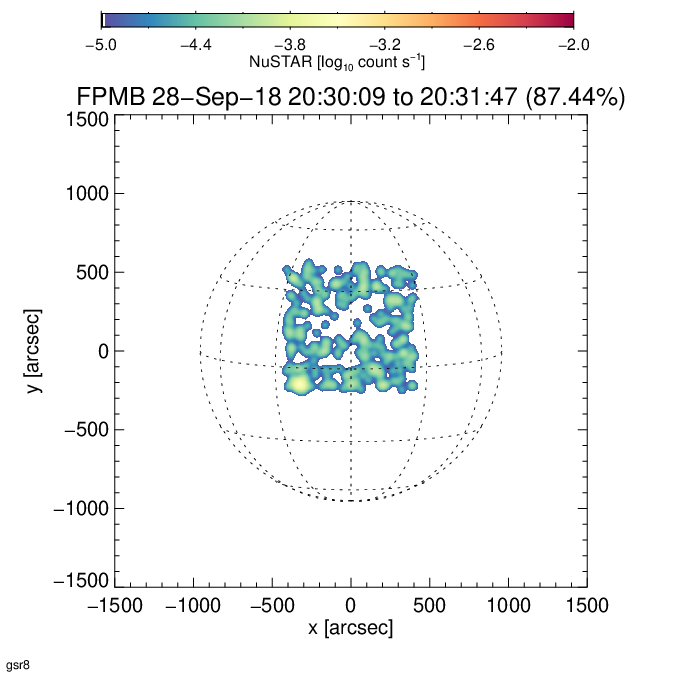 −5.0 −4.4 −3.8 −3.2 −2.6 −2.0
NuSTAR [log₁₀ count s⁻¹]
FPMB 28−Sep−18 20:30:09 to 20:31:47 (87.44%)
1500
1000
500
0
−500
−1000
−1500
y [arcsec]
−1500 −1000 −500 0 500 1000 1500
x [arcsec]
gsr8